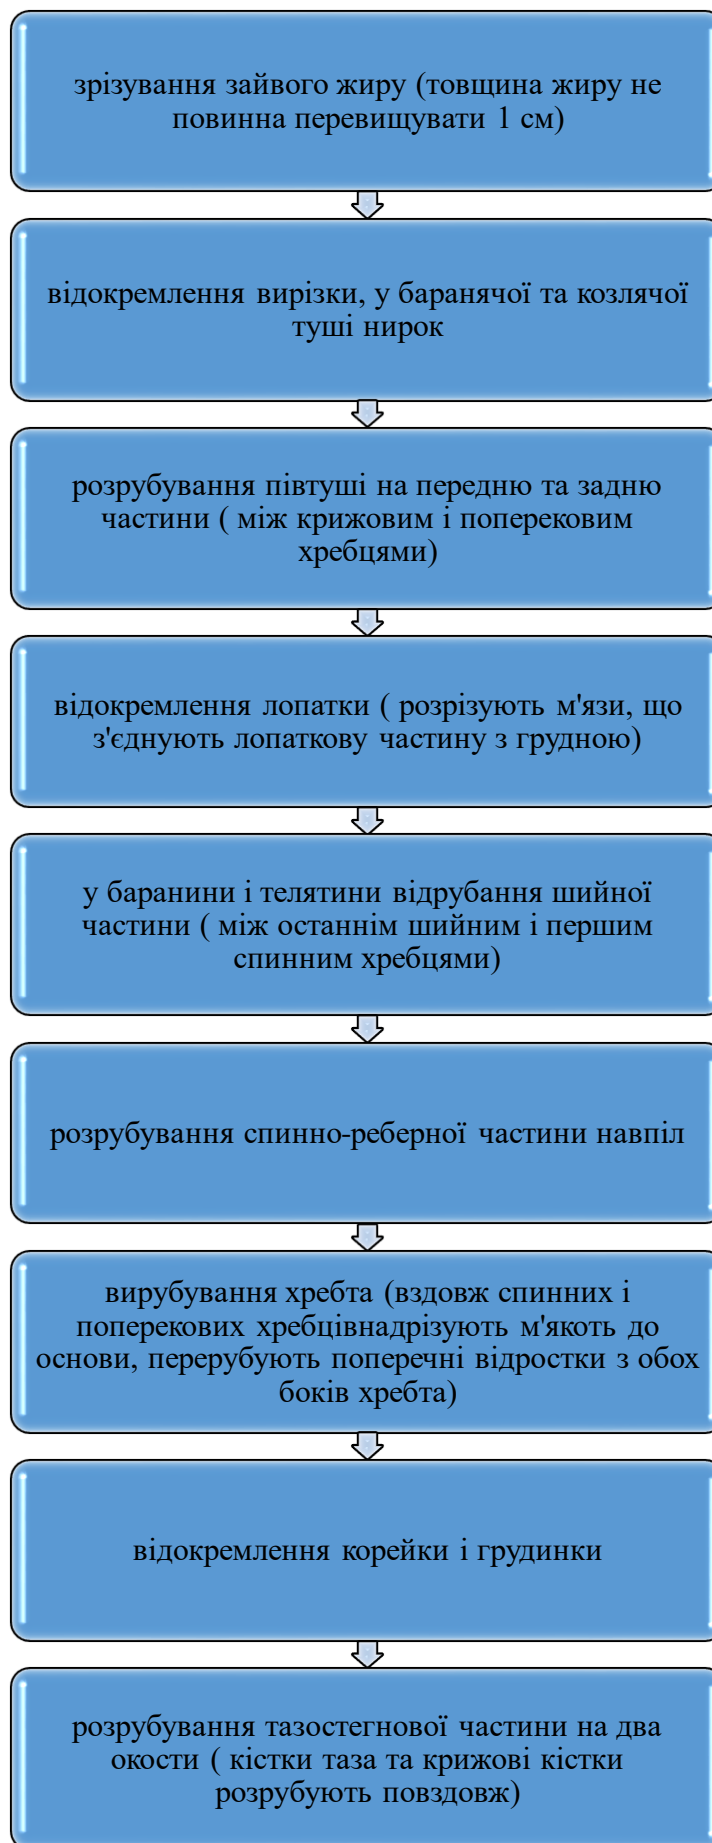 зрізування зайвого жиру (товщина жиру не
повинна перевищувати 1 см)
відокремлення вирізки, у баранячої та козлячої
туші нирок
розрубування півтуші на передню та задню
частини ( між крижовим і поперековим
хребцями)
відокремлення лопатки ( розрізують м'язи, що
з'єднують лопаткову частину з грудною)
у баранини і телятини відрубання шийної
частини ( між останнім шийним і першим
спинним хребцями)
розрубування спинно-реберної частини навпіл
вирубування хребта (вздовж спинних і
поперекових хребцівнадрізують м'якоть до
основи, перерубують поперечні відростки з обох
боків хребта)
відокремлення корейки і грудинки
розрубування тазостегнової частини на два
окости ( кістки таза та крижові кістки
розрубують повздовж)